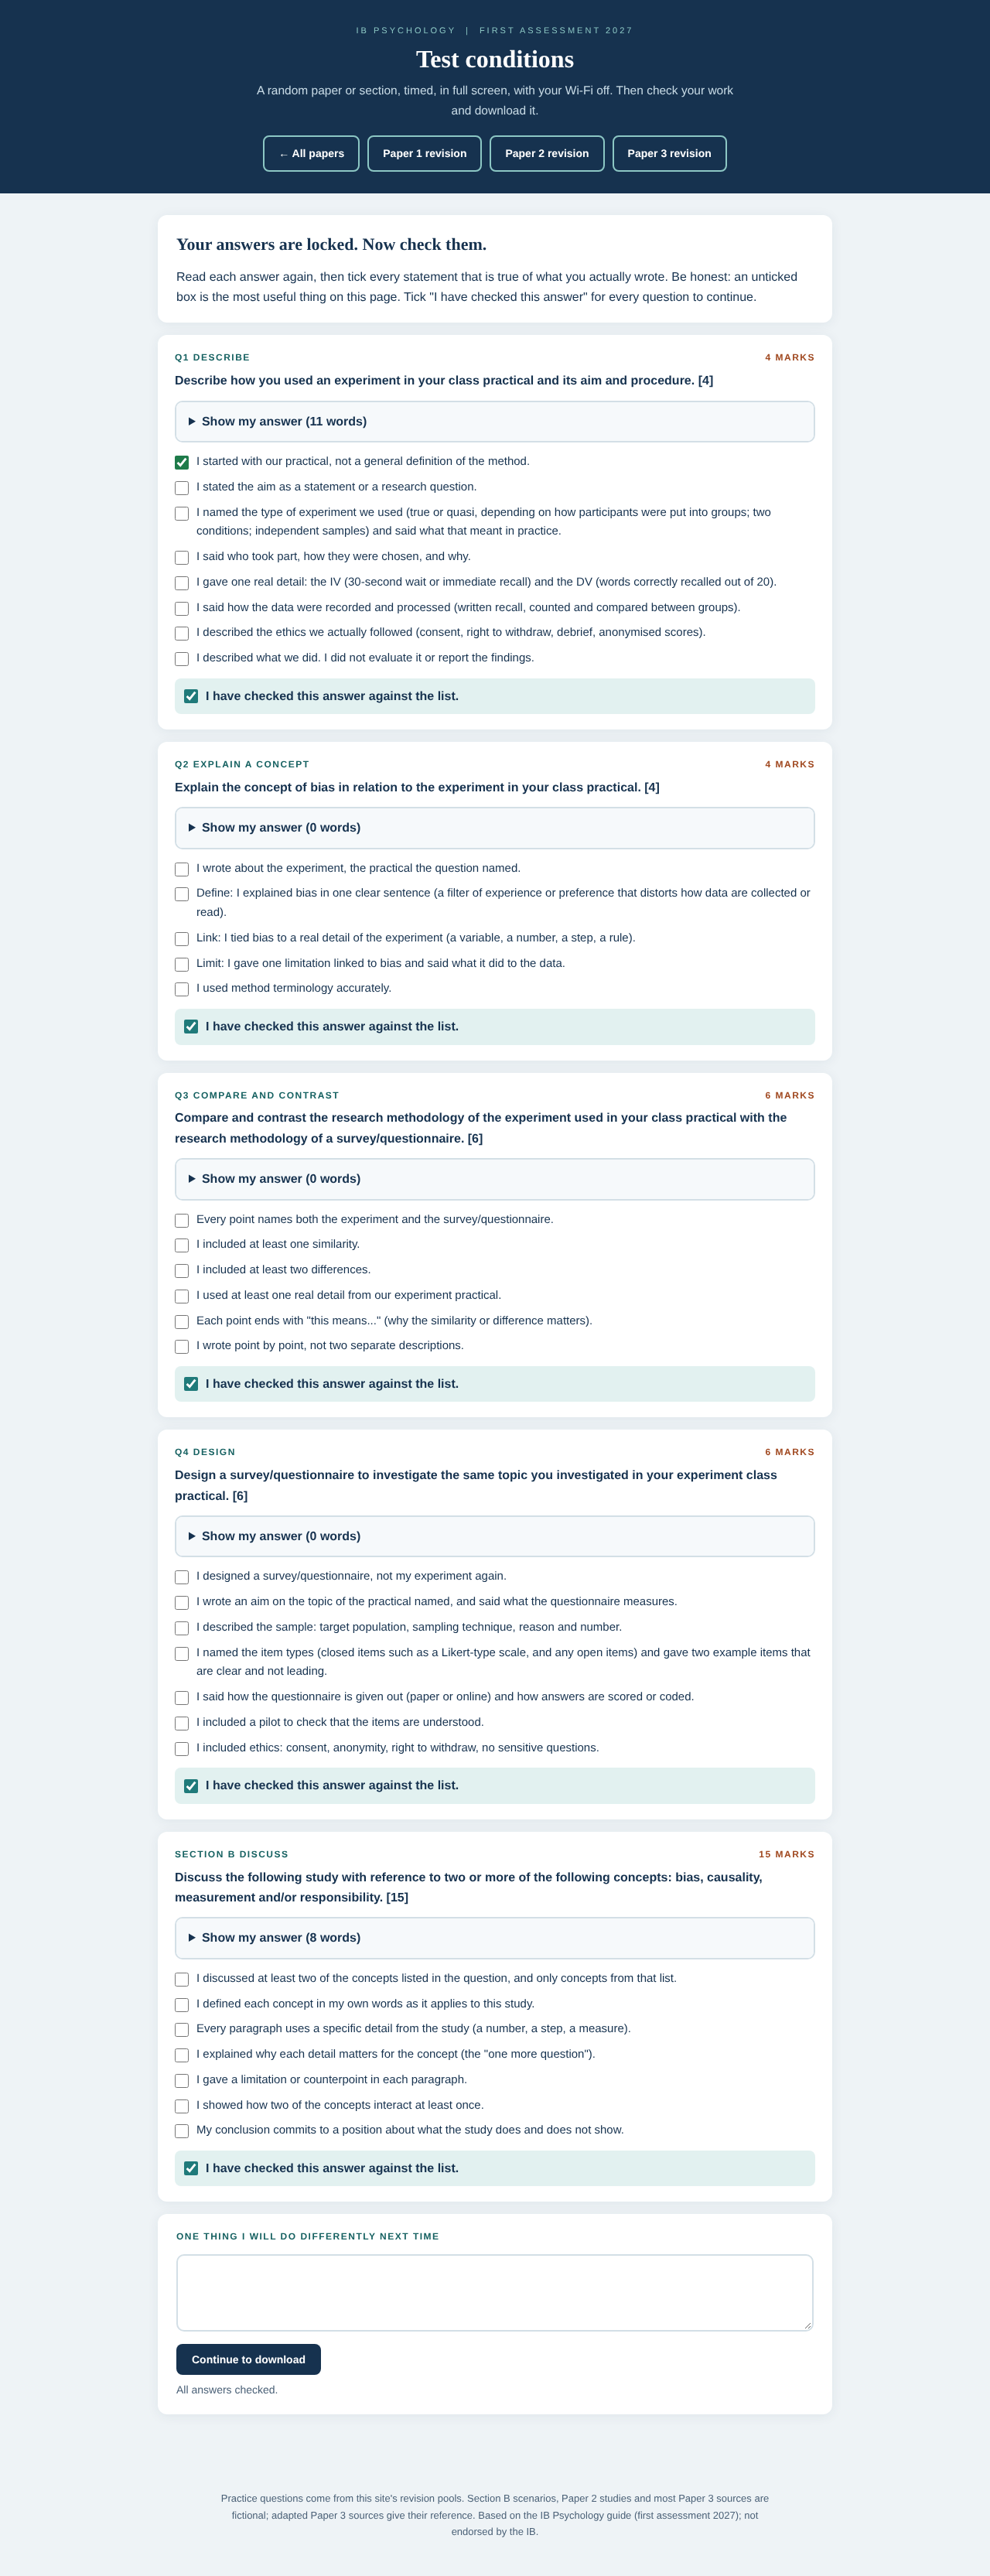 IB PSYCHOLOGY | FIRST ASSESSMENT 2027
Test conditions
A random paper or section, timed, in full screen, with your Wi-Fi off. Then check your work
and download it.
← All papers
Paper 1 revision
Paper 2 revision
Paper 3 revision
Your answers are locked. Now check them.
Read each answer again, then tick every statement that is true of what you actually wrote. Be honest: an unticked
box is the most useful thing on this page. Tick "I have checked this answer" for every question to continue.
Q1 DESCRIBE
4 MARKS
Describe how you used an experiment in your class practical and its aim and procedure. [4]
Show my answer (11 words)
I started with our practical, not a general definition of the method.
I stated the aim as a statement or a research question.
I named the type of experiment we used (true or quasi, depending on how participants were put into groups; two
conditions; independent samples) and said what that meant in practice.
I said who took part, how they were chosen, and why.
I gave one real detail: the IV (30-second wait or immediate recall) and the DV (words correctly recalled out of 20).
I said how the data were recorded and processed (written recall, counted and compared between groups).
I described the ethics we actually followed (consent, right to withdraw, debrief, anonymised scores).
I described what we did. I did not evaluate it or report the findings.
I have checked this answer against the list.
Q2 EXPLAIN A CONCEPT
4 MARKS
Explain the concept of bias in relation to the experiment in your class practical. [4]
Show my answer (0 words)
I wrote about the experiment, the practical the question named.
Define: I explained bias in one clear sentence (a filter of experience or preference that distorts how data are collected or
read).
Link: I tied bias to a real detail of the experiment (a variable, a number, a step, a rule).
Limit: I gave one limitation linked to bias and said what it did to the data.
I used method terminology accurately.
I have checked this answer against the list.
Q3 COMPARE AND CONTRAST
6 MARKS
Compare and contrast the research methodology of the experiment used in your class practical with the
research methodology of a survey/questionnaire. [6]
Show my answer (0 words)
Every point names both the experiment and the survey/questionnaire.
I included at least one similarity.
I included at least two differences.
I used at least one real detail from our experiment practical.
Each point ends with "this means..." (why the similarity or difference matters).
I wrote point by point, not two separate descriptions.
I have checked this answer against the list.
Q4 DESIGN
6 MARKS
Design a survey/questionnaire to investigate the same topic you investigated in your experiment class
practical. [6]
Show my answer (0 words)
I designed a survey/questionnaire, not my experiment again.
I wrote an aim on the topic of the practical named, and said what the questionnaire measures.
I described the sample: target population, sampling technique, reason and number.
I named the item types (closed items such as a Likert-type scale, and any open items) and gave two example items that
are clear and not leading.
I said how the questionnaire is given out (paper or online) and how answers are scored or coded.
I included a pilot to check that the items are understood.
I included ethics: consent, anonymity, right to withdraw, no sensitive questions.
I have checked this answer against the list.
SECTION B DISCUSS
15 MARKS
Discuss the following study with reference to two or more of the following concepts: bias, causality,
measurement and/or responsibility. [15]
Show my answer (8 words)
I discussed at least two of the concepts listed in the question, and only concepts from that list.
I defined each concept in my own words as it applies to this study.
Every paragraph uses a specific detail from the study (a number, a step, a measure).
I explained why each detail matters for the concept (the "one more question").
I gave a limitation or counterpoint in each paragraph.
I showed how two of the concepts interact at least once.
My conclusion commits to a position about what the study does and does not show.
I have checked this answer against the list.
ONE THING I WILL DO DIFFERENTLY NEXT TIME
Continue to download
All answers checked.
Practice questions come from this site's revision pools. Section B scenarios, Paper 2 studies and most Paper 3 sources are
fictional; adapted Paper 3 sources give their reference. Based on the IB Psychology guide (first assessment 2027); not
endorsed by the IB.